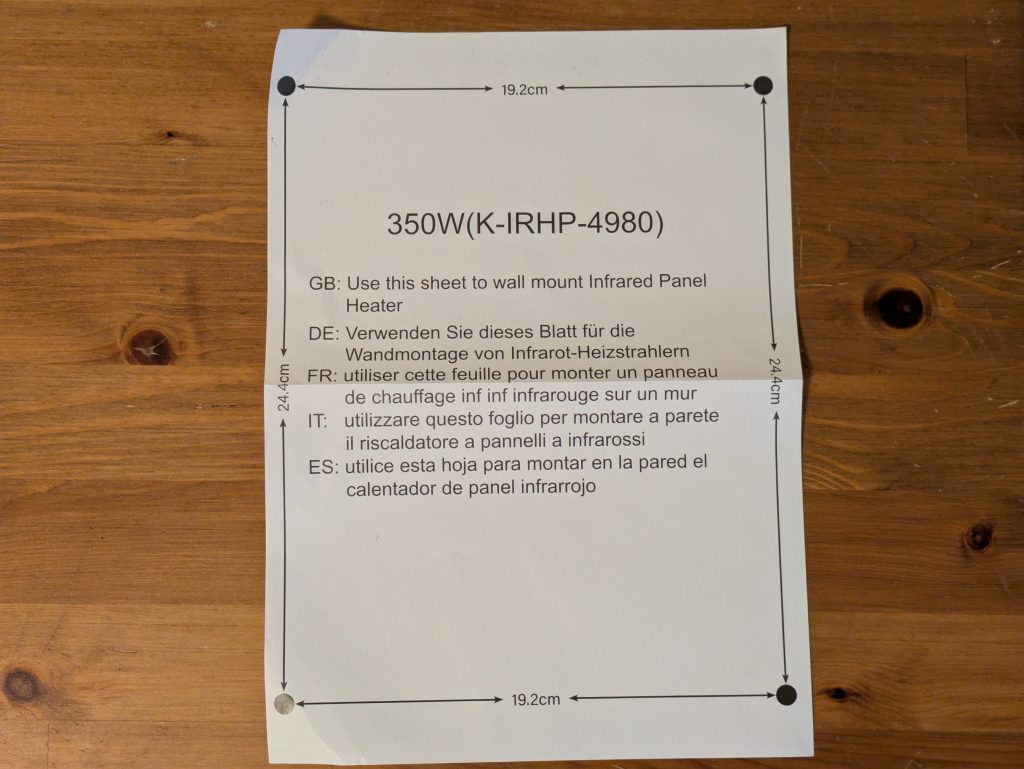 19.2cm
350W(K-IRHP-4980)
GB: Use this sheet to wall mount Infrared Panel
Heater
DE: Verwenden Sie dieses Blatt für die
Wandmontage von Infrarot-Heizstrahlern
24.4cm
24.4cm
FR: utiliser cette feuille pour monter un panneau
de chauffage inf inf infrarouge sur un mur
IT: utilizzare questo foglio per montare a parete
il riscaldatore a pannelli a infrarossi
ES: utilice esta hoja para montar en la pared el
calentador de panel infrarrojo
19.2cm